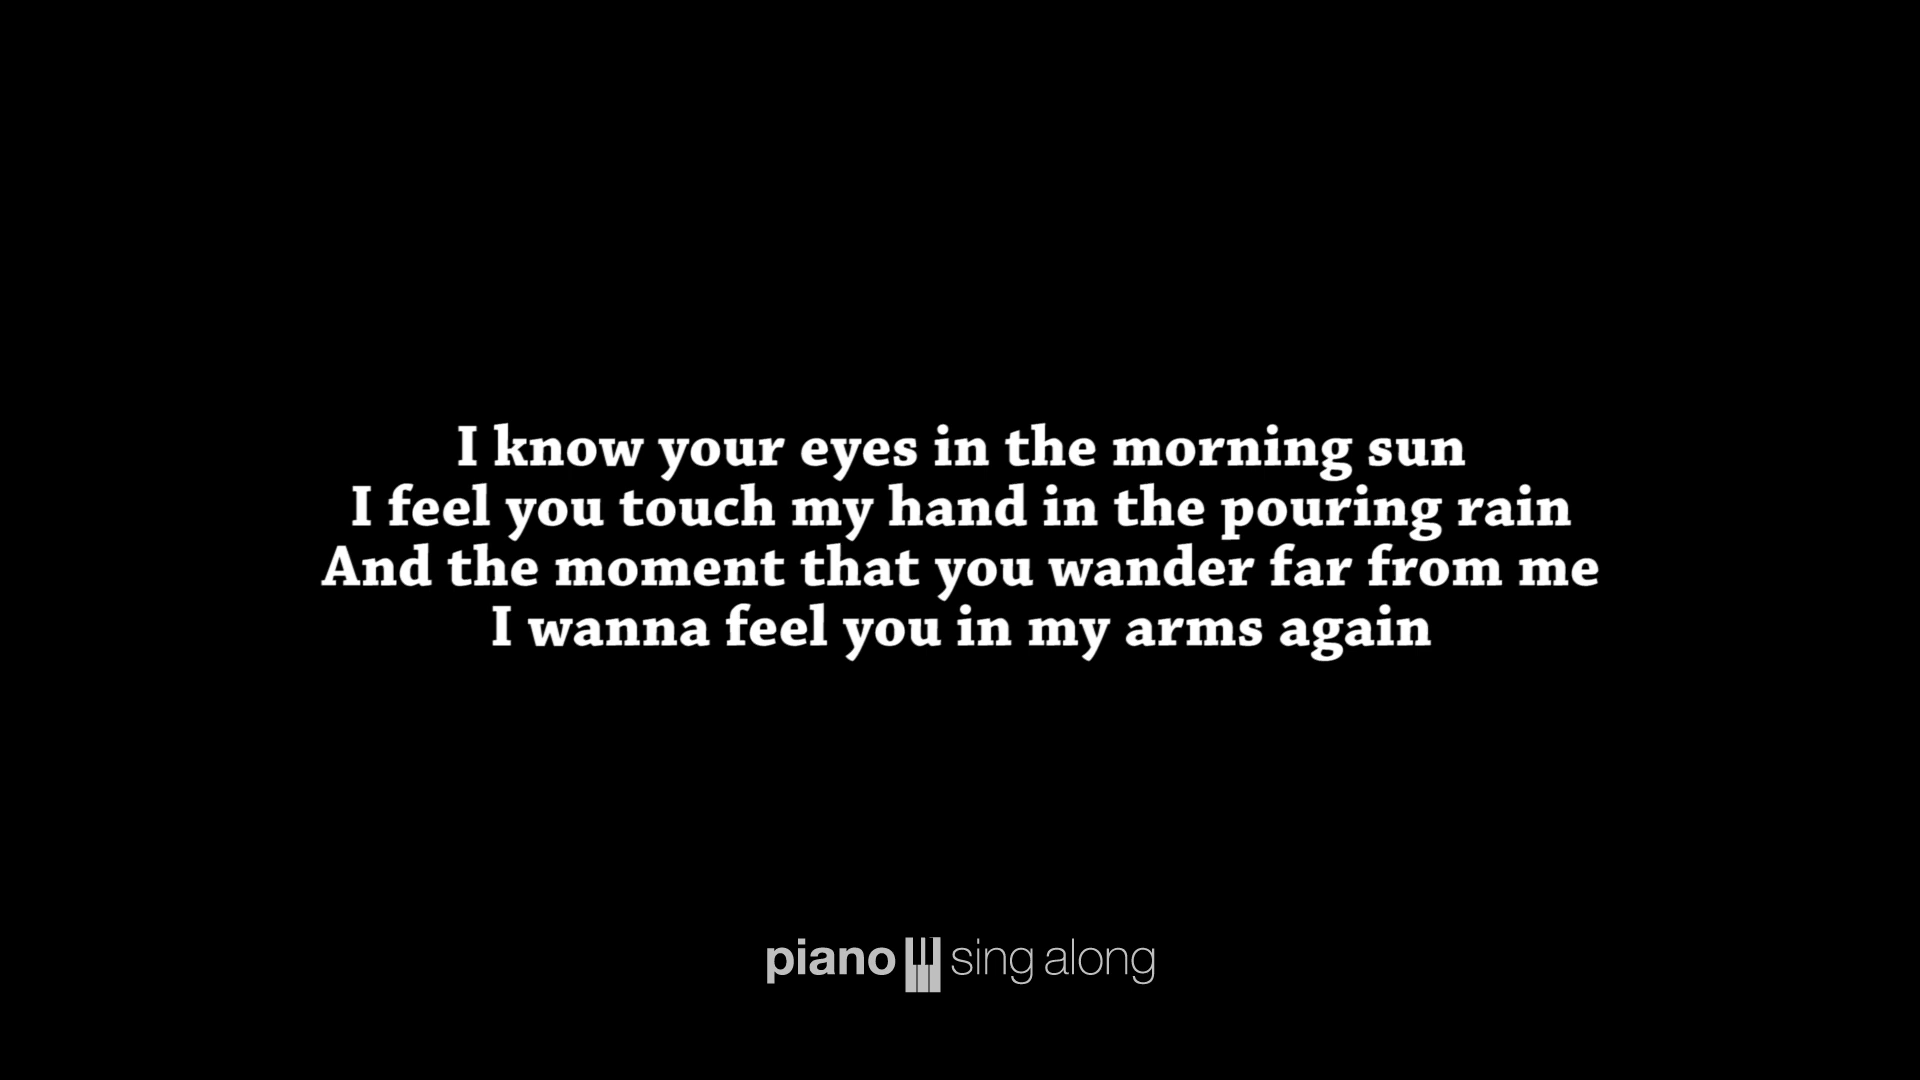 I know your eyes in the morning sun
I feel you touch my hand in the pouring rain
And the moment that you wander far from me
I wanna feel you in my arms again
piano sing along